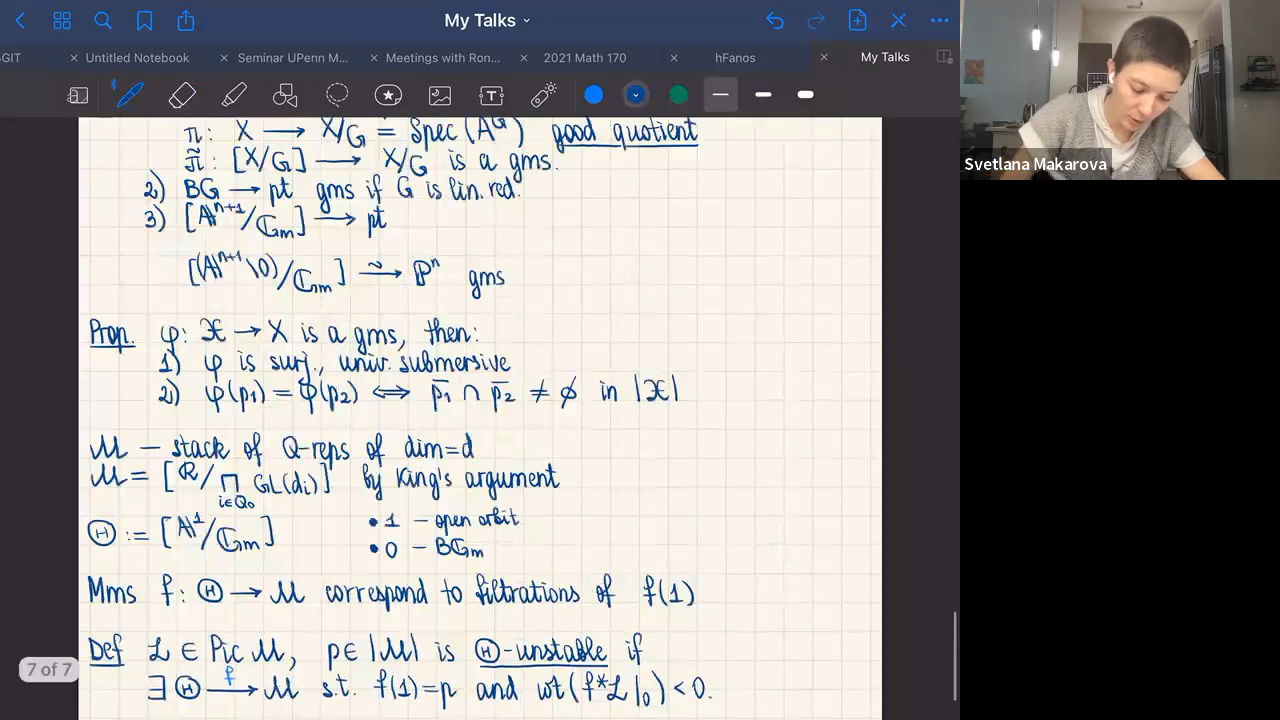 My Talks
GIT
Untitled Notebook
Seminar UPenn M...
Meetings with Ron...
2021 Math 170
hFanos
My Talks
Svetlana Makarova
π: X → X/G = Spec(A^G) good quotient
π̃: [X/G] → X/G is a gms.
2) BG → pt gms if G is lin. red.
3) [𝔸^{n+1}/𝔾m] → pt
[(𝔸^{n+1}\0)/𝔾m] ⥲ ℙ^n gms
Prop. φ: 𝒳 → X is a gms, then:
1) φ is surj., univ. submersive
2) φ(p1) = φ(p2) ⟺ p̄1 ∩ p̄2 ≠ ∅ in |𝒳|
ℳ – stack of Q-reps of dim=d
ℳ = [R/∏_{i∈Q0} GL(di)] by King's argument
Θ := [𝔸^1/𝔾m]
• 1 – open orbit
• 0 – B𝔾m
Mms f: Θ → ℳ correspond to filtrations of f(1)
Def ℒ ∈ Pic ℳ, p∈|ℳ| is Θ-unstable if
∃ Θ →^f ℳ s.t. f(1)=p and wt(f*ℒ|0) < 0.
7 of 7